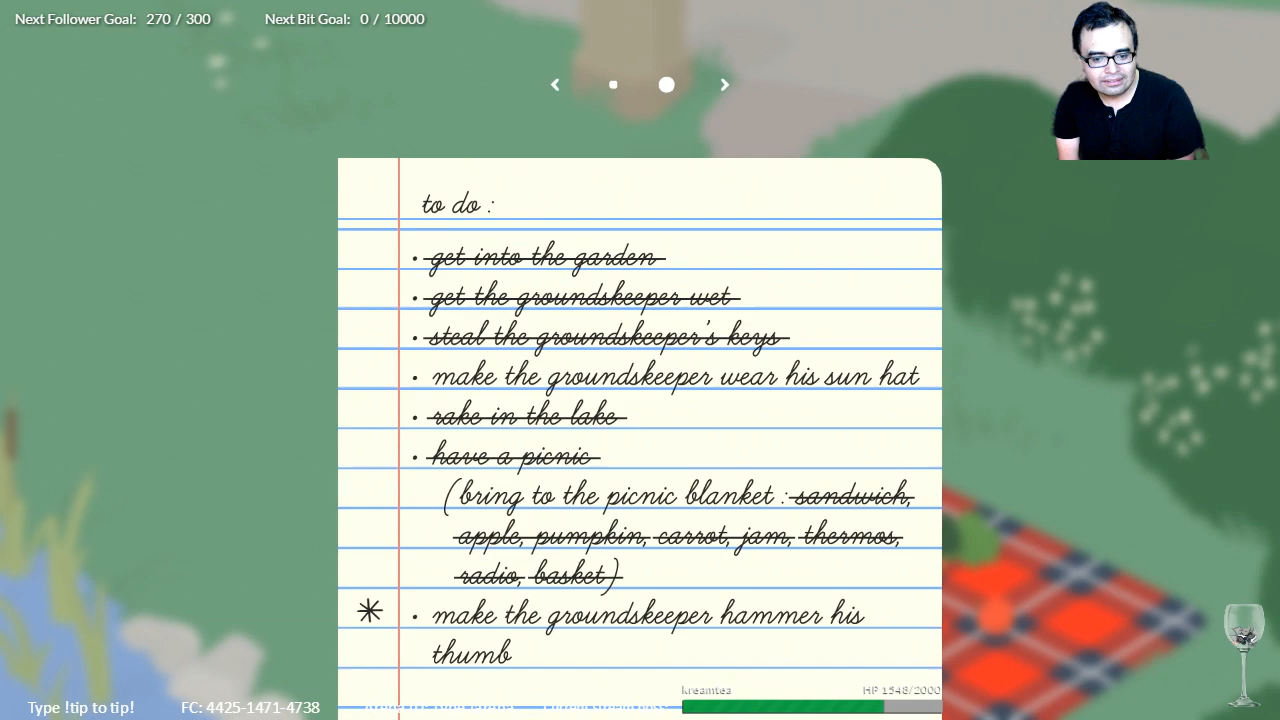 Next Follower Goal: 270 / 300 Next Bit Goal: 0 / 10000
to do :
• get into the garden
• get the groundskeeper wet
• steal the groundskeeper's keys
• make the groundskeeper wear his sun hat
• rake in the lake
• have a picnic
(bring to the picnic blanket : sandwich,
apple, pumpkin, carrot, jam, thermos,
radio, basket)
• make the groundskeeper hammer his
thumb
kreamtea HP 1548/2000
Type !tip to tip! FC: 4425-1471-4738